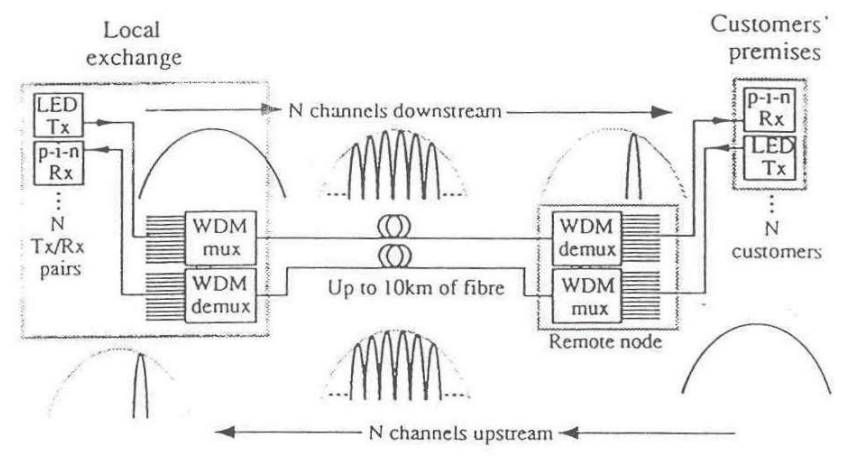 Local
exchange
Customers'
premises
N channels downstream
LED
Tx
p-i-n
Rx
N
Tx/Rx
pairs
WDM
mux
WDM
demux
Up to 10km of fibre
WDM
demux
WDM
mux
Remote node
p-i-n
Rx
LED
Tx
N
customers
N channels upstream